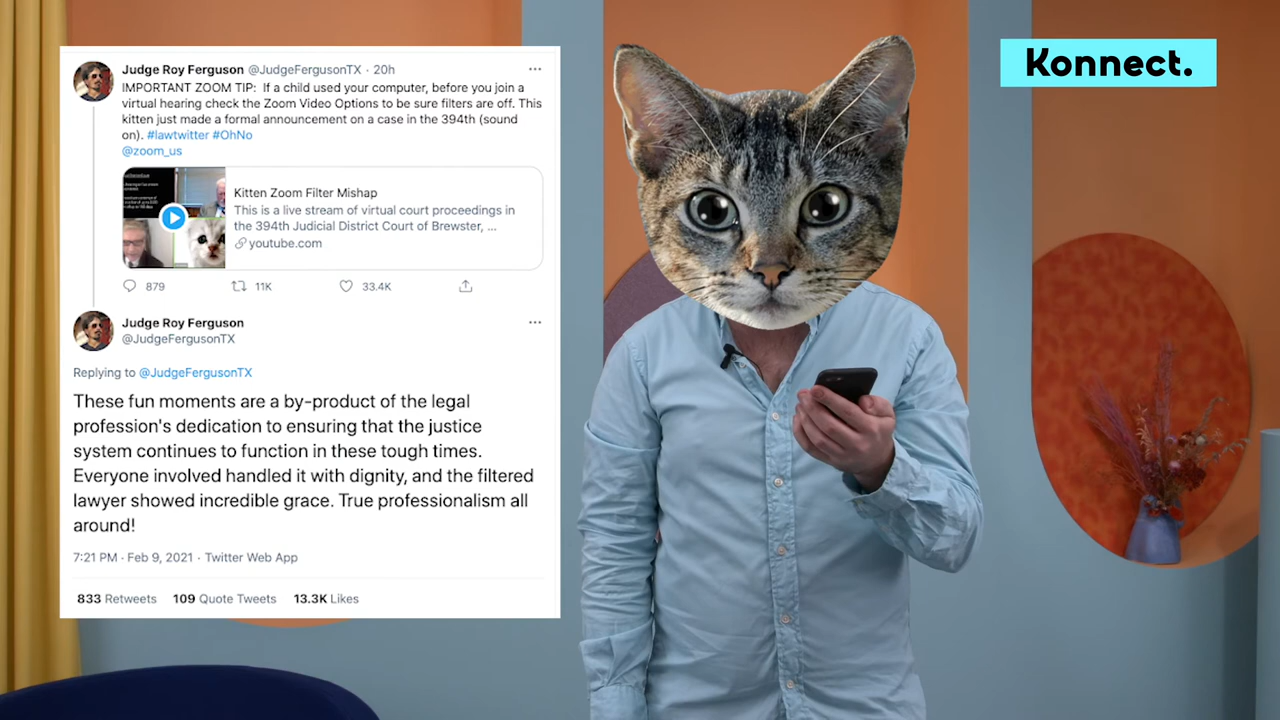 Judge Roy Ferguson @JudgeFergusonTX · 20h
IMPORTANT ZOOM TIP: If a child used your computer, before you join a
virtual hearing check the Zoom Video Options to be sure filters are off. This
kitten just made a formal announcement on a case in the 394th (sound
on). #lawtwitter #OhNo
@zoom_us
Kitten Zoom Filter Mishap
This is a live stream of virtual court proceedings in
the 394th Judicial District Court of Brewster, ...
youtube.com
879 11K 33.4K
Judge Roy Ferguson
@JudgeFergusonTX
Replying to @JudgeFergusonTX
These fun moments are a by-product of the legal
profession's dedication to ensuring that the justice
system continues to function in these tough times.
Everyone involved handled it with dignity, and the filtered
lawyer showed incredible grace. True professionalism all
around!
7:21 PM · Feb 9, 2021 · Twitter Web App
833 Retweets 109 Quote Tweets 13.3K Likes
Konnect.